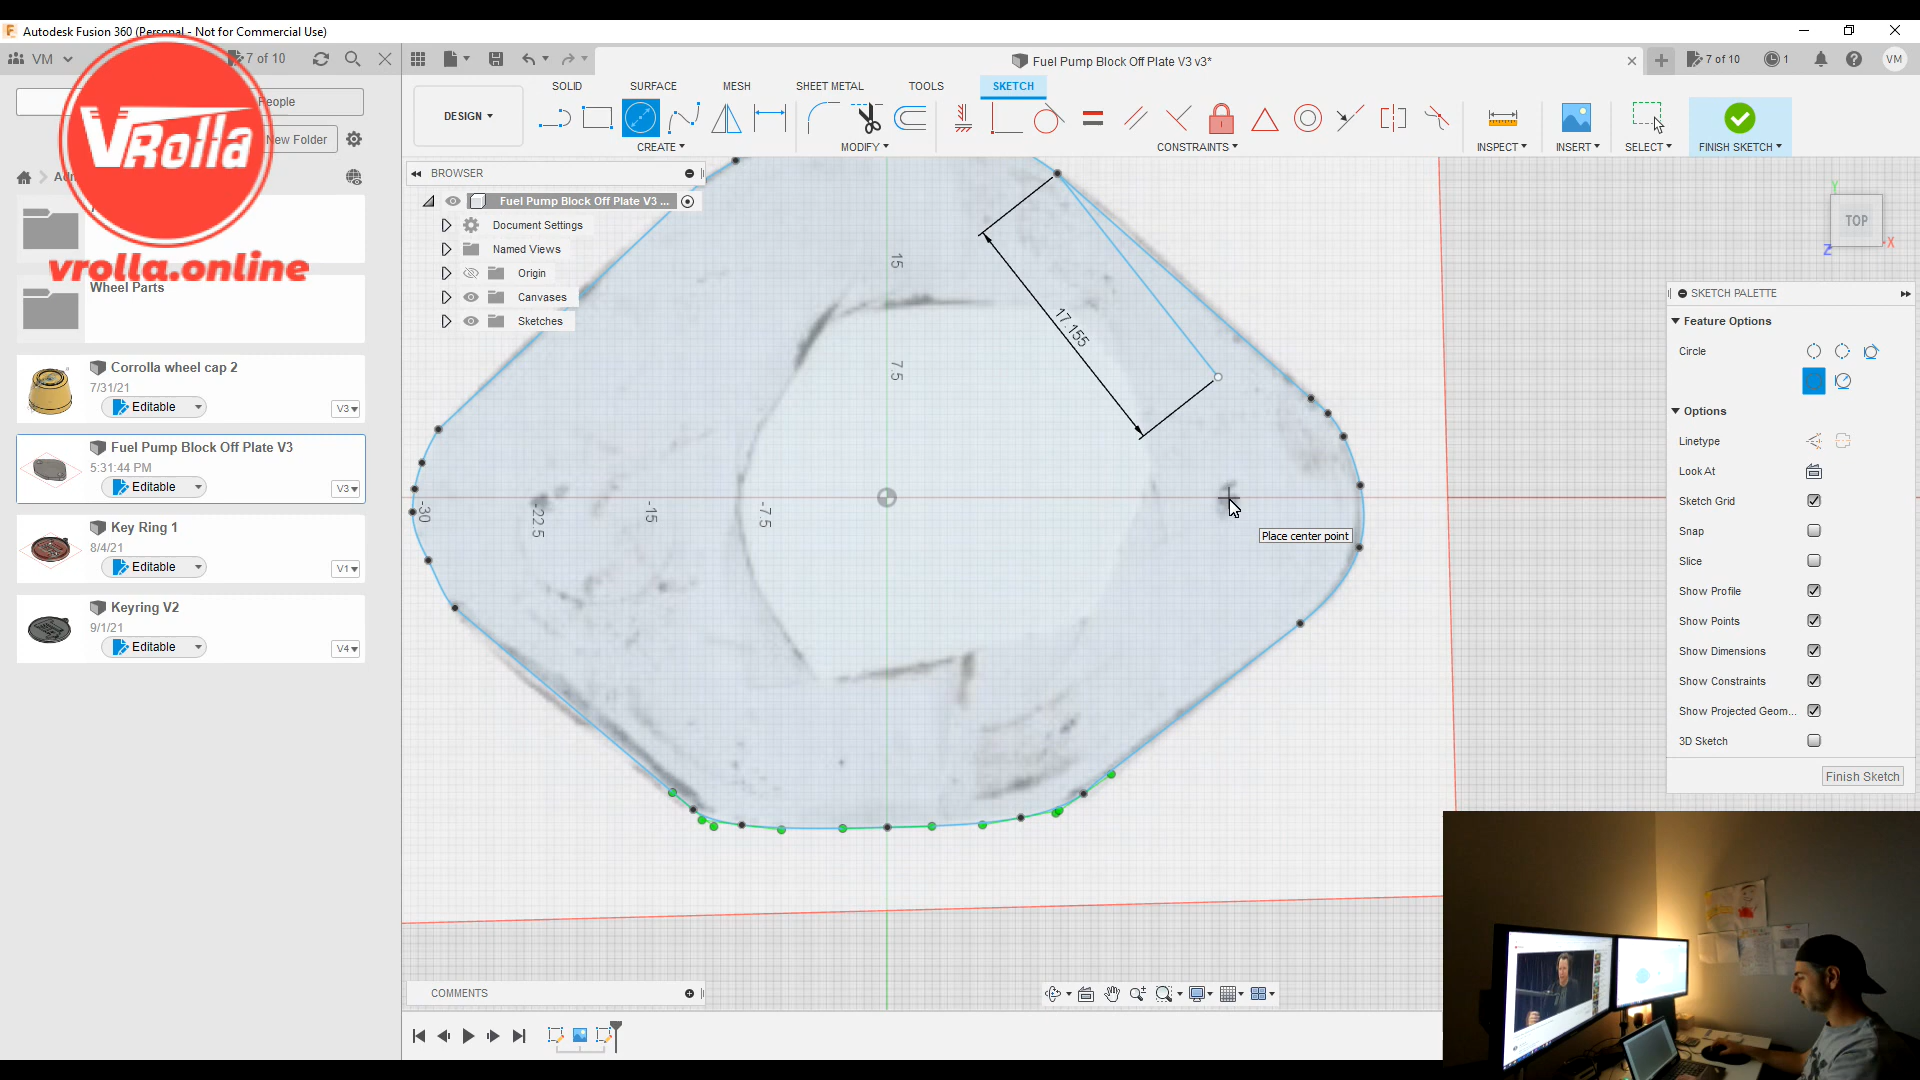 Autodesk Fusion 360 (Personal - Not for Commercial Use)
VM
7 of 10
Fuel Pump Block Off Plate V3 v3*
7 of 10
1
VM
SOLID
SURFACE
MESH
SHEET METAL
TOOLS
SKETCH
DESIGN
CREATE
MODIFY
CONSTRAINTS
INSPECT
INSERT
SELECT
FINISH SKETCH
People
New Folder
VRolla
vrolla.online
Wheel Parts
Corrolla wheel cap 2
7/31/21
Editable
V3
Fuel Pump Block Off Plate V3
5:31:44 PM
Editable
V3
Key Ring 1
8/4/21
Editable
V1
Keyring V2
9/1/21
Editable
V4
BROWSER
Fuel Pump Block Off Plate V3 ...
Document Settings
Named Views
Origin
Canvases
Sketches
15
7.5
17.155
-30
-22.5
-15
-7.5
Place center point
TOP
Y
X
Z
SKETCH PALETTE
Feature Options
Circle
Options
Linetype
Look At
Sketch Grid
Snap
Slice
Show Profile
Show Points
Show Dimensions
Show Constraints
Show Projected Geom...
3D Sketch
Finish Sketch
COMMENTS